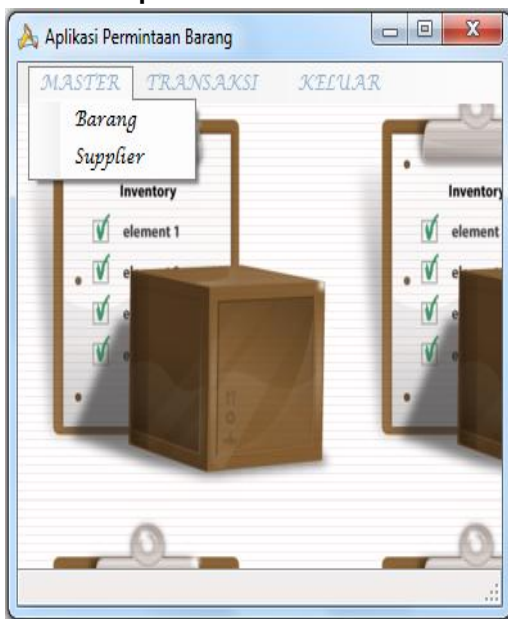 Aplikasi Permintaan Barang
MASTER TRANSAKSI KELUAR
Barang
Supplier
Inventory
element 1
Inventory
element